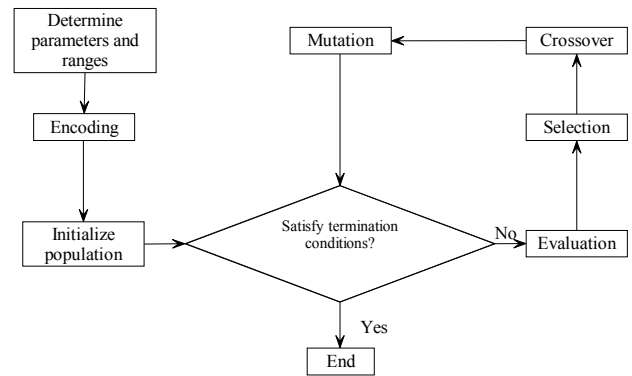 Determine
parameters and
ranges
Encoding
Initialize
population
Satisfy termination
conditions?
No
Evaluation
Selection
Crossover
Mutation
Yes
End